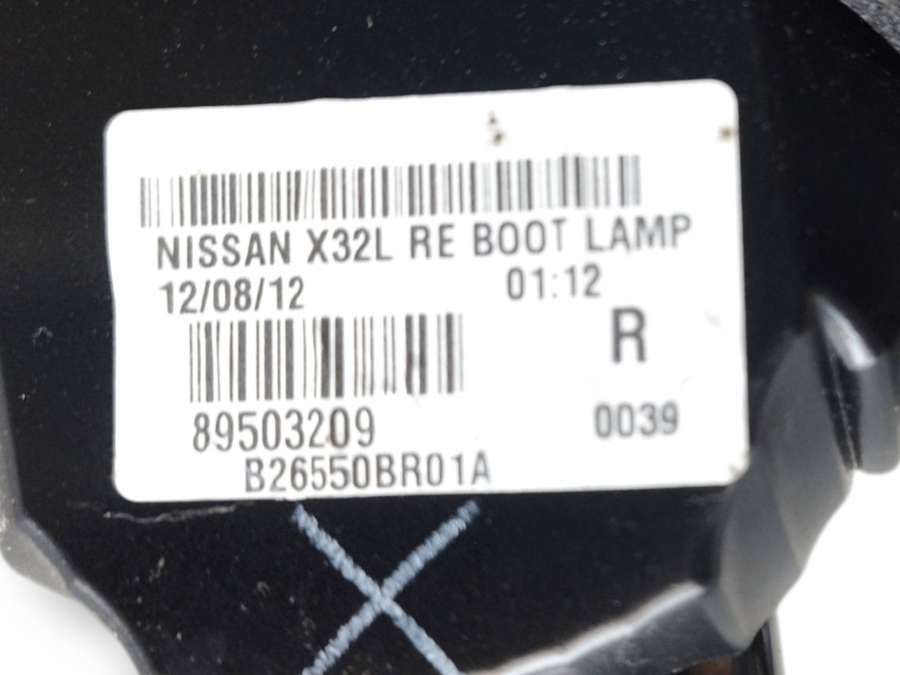 NISSAN X32L RE BOOT LAMP
12/08/12 01:12
R
89503209 0039
B26550BR01A